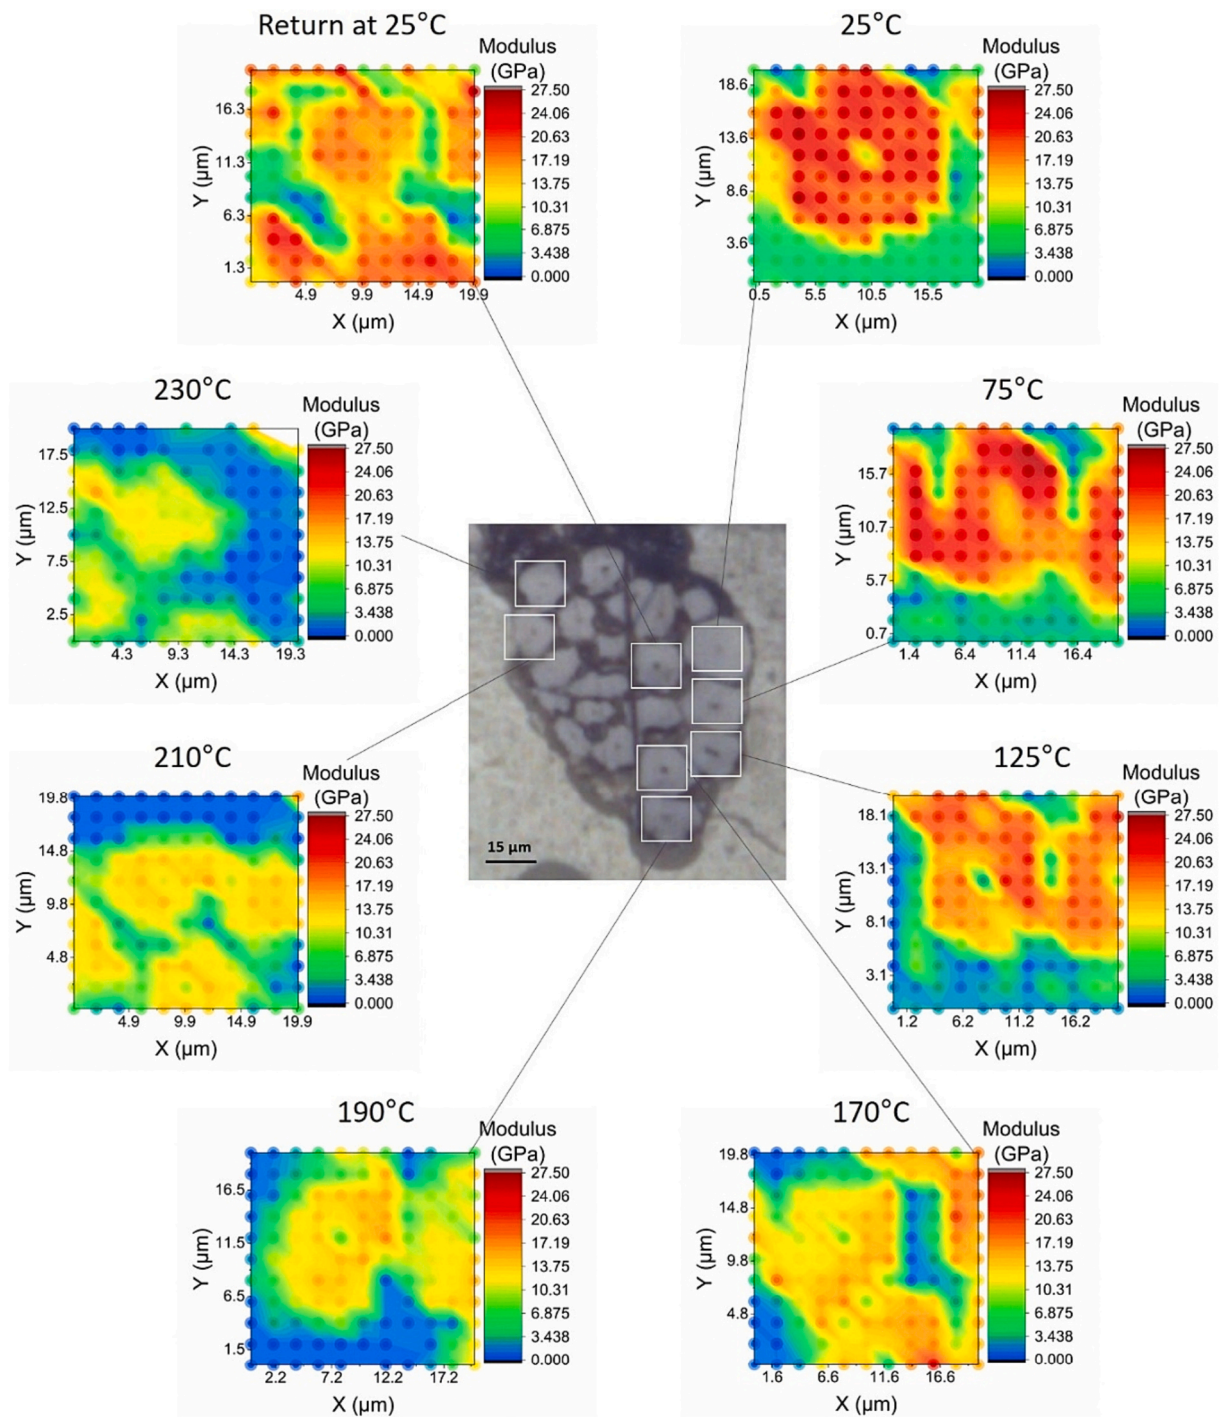 Return at 25°C
Modulus
(GPa)
27.50
24.06
20.63
17.19
13.75
10.31
6.875
3.438
0.000
16.3
11.3
6.3
1.3
Y (µm)
4.9 9.9 14.9 19.9
X (µm)
25°C
Modulus
(GPa)
27.50
24.06
20.63
17.19
13.75
10.31
6.875
3.438
0.000
18.6
13.6
8.6
3.6
Y (µm)
0.5 5.5 10.5 15.5
X (µm)
230°C
Modulus
(GPa)
27.50
24.06
20.63
17.19
13.75
10.31
6.875
3.438
0.000
17.5
12.5
7.5
2.5
Y (µm)
4.3 9.3 14.3 19.3
X (µm)
75°C
Modulus
(GPa)
27.50
24.06
20.63
17.19
13.75
10.31
6.875
3.438
0.000
15.7
10.7
5.7
0.7
Y (µm)
1.4 6.4 11.4 16.4
X (µm)
15 µm
210°C
Modulus
(GPa)
27.50
24.06
20.63
17.19
13.75
10.31
6.875
3.438
0.000
19.8
14.8
9.8
4.8
Y (µm)
4.9 9.9 14.9 19.9
X (µm)
125°C
Modulus
(GPa)
27.50
24.06
20.63
17.19
13.75
10.31
6.875
3.438
0.000
18.1
13.1
8.1
3.1
Y (µm)
1.2 6.2 11.2 16.2
X (µm)
190°C
Modulus
(GPa)
27.50
24.06
20.63
17.19
13.75
10.31
6.875
3.438
0.000
16.5
11.5
6.5
1.5
Y (µm)
2.2 7.2 12.2 17.2
X (µm)
170°C
Modulus
(GPa)
27.50
24.06
20.63
17.19
13.75
10.31
6.875
3.438
0.000
19.8
14.8
9.8
4.8
Y (µm)
1.6 6.6 11.6 16.6
X (µm)